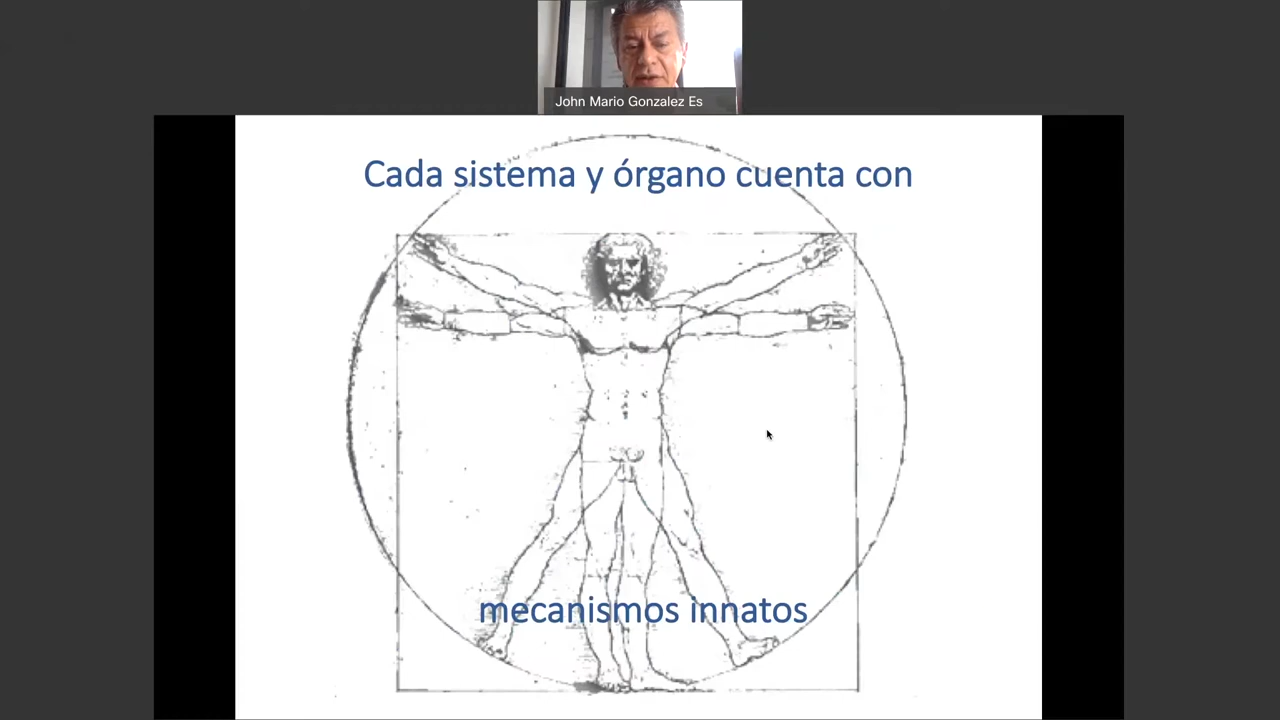 John Mario Gonzalez Es
Cada sistema y órgano cuenta con
mecanismos innatos